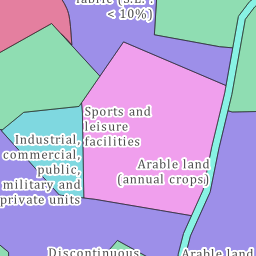 fabric (S.L. :
< 10%)
Sports and
leisure
facilities
Industrial,
commercial,
public,
military and
private units
Arable land
(annual crops)
Discontinuous
Arable land